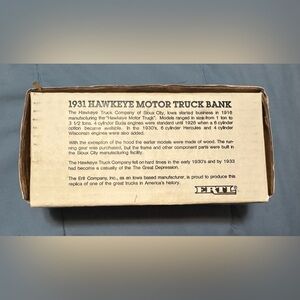 1931 HAWKEYE MOTOR TRUCK BANK
The Hawkeye Truck Company of Sioux City, Iowa started business in 1916
manufacturing the "Hawkeye Motor Truck". Models ranged in size from 1 ton to
3 1/2 tons. 4 cylinder Buda engines were standard until 1926 when a 6 cylinder
option became available. In the 1930's, 6 cylinder Hercules and 4 cylinder
Wisconsin engines were also added.
With the exception of the hood the earlier models were made of wood. The run-
ning gear was purchased, but the frame and other component parts were built in
the Sioux City manufacturing facility.
The Hawkeye Truck Company fell on hard times in the early 1930's and by 1933
had become a casualty of the The Great Depression.
The Ertl Company, Inc., as an Iowa based manufacturer, is proud to produce this
replica of one of the great trucks in America's history.
ERTL